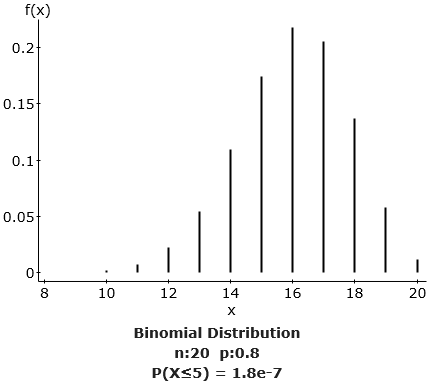 f(x)
0.2
0.15
0.1
0.05
0
8 10 12 14 16 18 20
x
Binomial Distribution
n:20 p:0.8
P(X≤5) = 1.8e-7